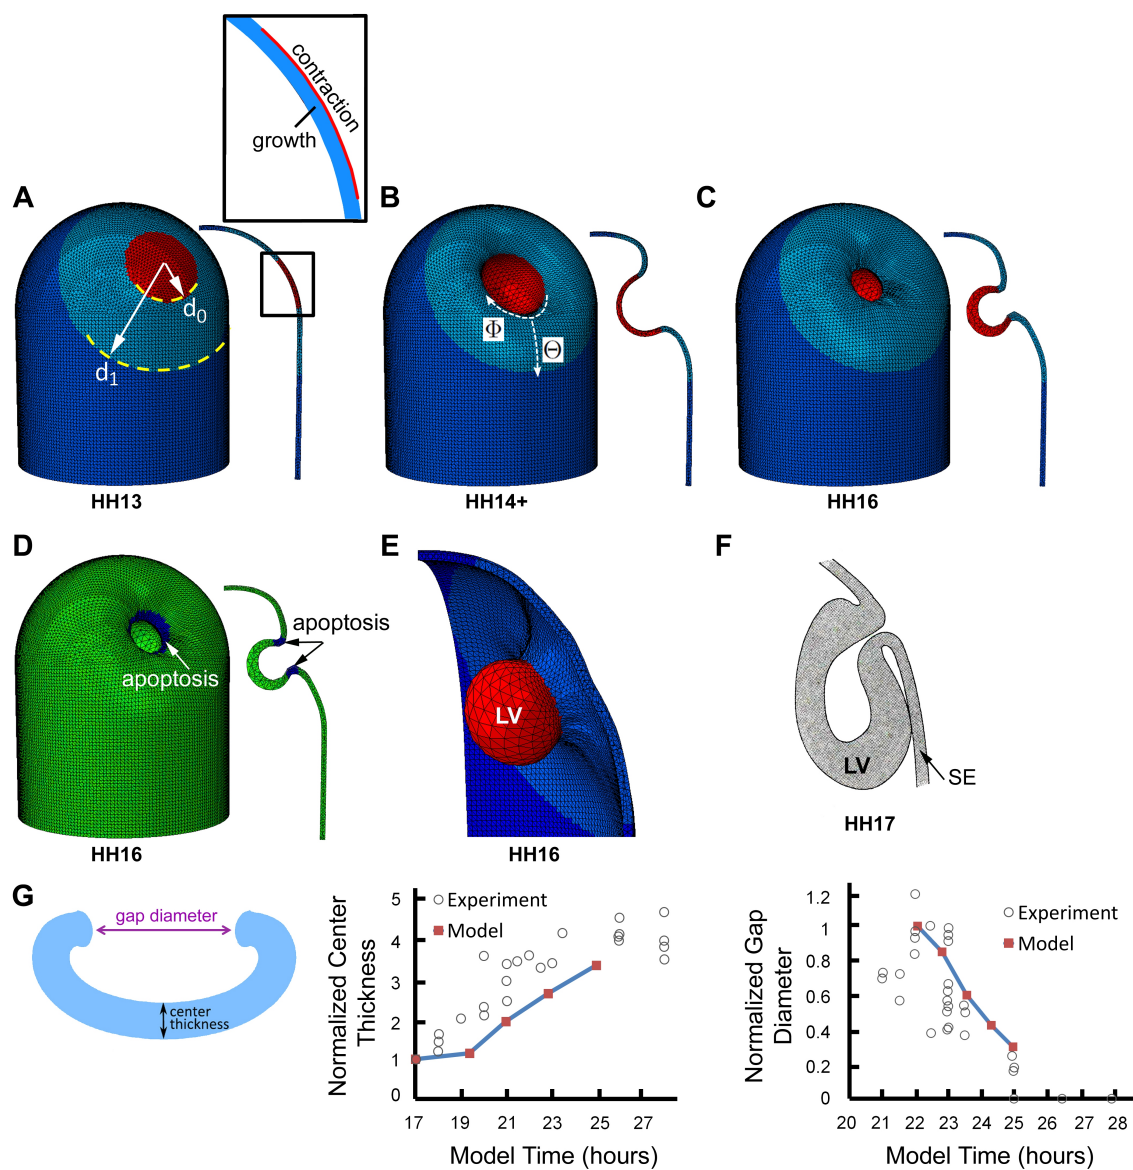 contraction
growth
A
B
C
d0
d1
Φ
Θ
HH13
HH14+
HH16
D
E
F
apoptosis
apoptosis
LV
LV
SE
HH16
HH16
HH17
G
gap diameter
center
thickness
Normalized Center
Thickness
5
4
3
2
1
0
Experiment
Model
17 19 21 23 25 27
Model Time (hours)
Normalized Gap
Diameter
1.2
1
0.8
0.6
0.4
0.2
0
Experiment
Model
20 21 22 23 24 25 26 27 28
Model Time (hours)